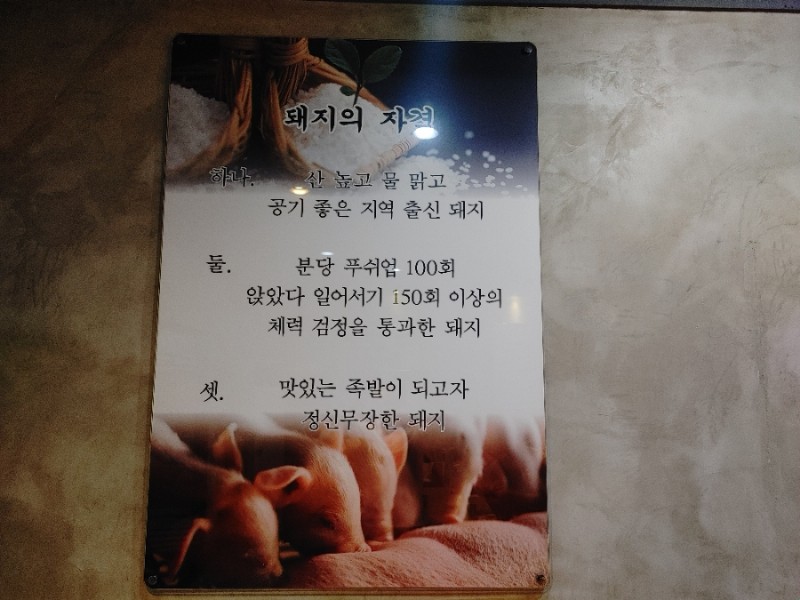 돼지의 자격
하나. 산 높고 물 맑고
공기 좋은 지역 출신 돼지
둘. 분당 푸쉬업 100회
앉았다 일어서기 150회 이상의
체력 검정을 통과한 돼지
셋. 맛있는 족발이 되고자
정신무장한 돼지